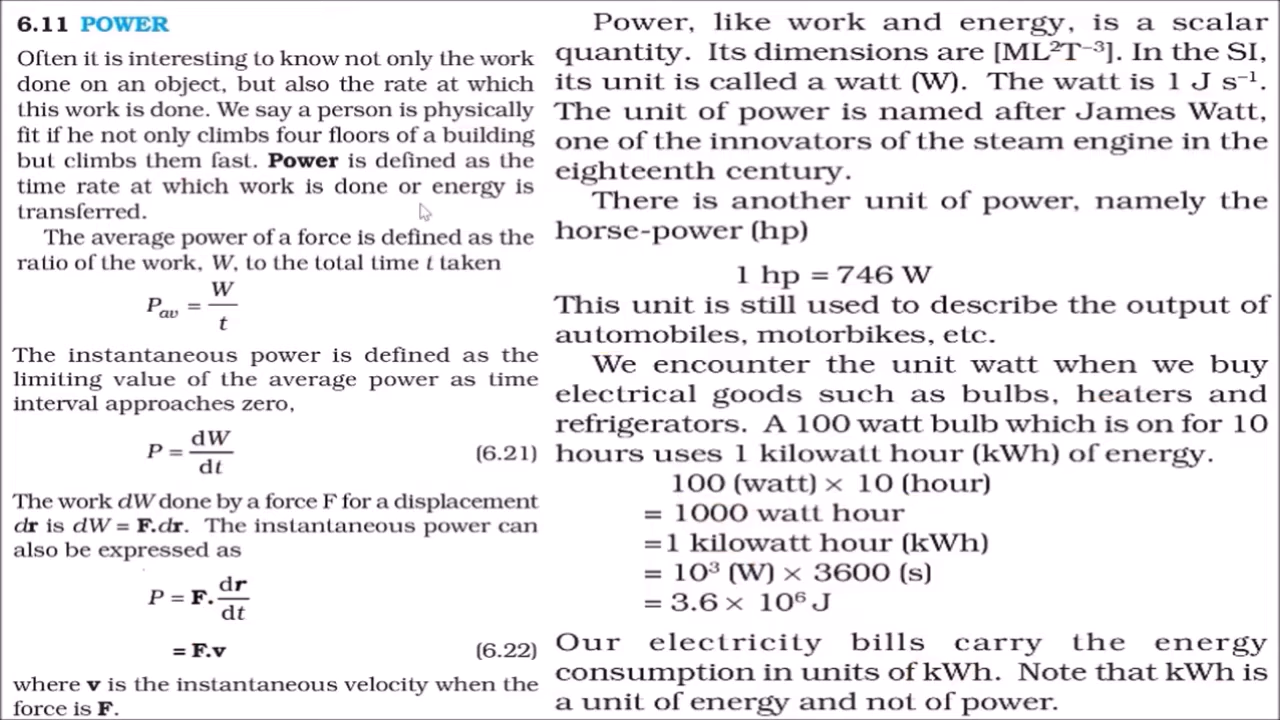 6.11 POWER
Often it is interesting to know not only the work
done on an object, but also the rate at which
this work is done. We say a person is physically
fit if he not only climbs four floors of a building
but climbs them fast. Power is defined as the
time rate at which work is done or energy is
transferred.
The average power of a force is defined as the
ratio of the work, W, to the total time t taken
P_av = W/t
The instantaneous power is defined as the
limiting value of the average power as time
interval approaches zero,
P = dW/dt (6.21)
The work dW done by a force F for a displacement
dr is dW = F.dr. The instantaneous power can
also be expressed as
P = F. dr/dt
= F.v (6.22)
where v is the instantaneous velocity when the
force is F.
Power, like work and energy, is a scalar
quantity. Its dimensions are [ML²T⁻³]. In the SI,
its unit is called a watt (W). The watt is 1 J s⁻¹.
The unit of power is named after James Watt,
one of the innovators of the steam engine in the
eighteenth century.
There is another unit of power, namely the
horse-power (hp)
1 hp = 746 W
This unit is still used to describe the output of
automobiles, motorbikes, etc.
We encounter the unit watt when we buy
electrical goods such as bulbs, heaters and
refrigerators. A 100 watt bulb which is on for 10
hours uses 1 kilowatt hour (kWh) of energy.
100 (watt) × 10 (hour)
= 1000 watt hour
=1 kilowatt hour (kWh)
= 10³ (W) × 3600 (s)
= 3.6 × 10⁶ J
Our electricity bills carry the energy
consumption in units of kWh. Note that kWh is
a unit of energy and not of power.